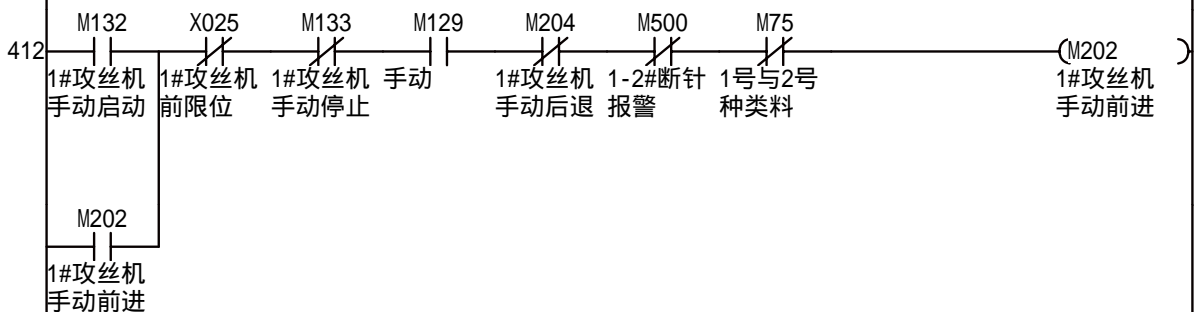 M132 X025 M133 M129 M204 M500 M75
412 (M202 )
1#攻丝机 1#攻丝机 1#攻丝机 手动 1#攻丝机 1-2#断针 1号与2号 1#攻丝机
手动启动 前限位 手动停止 手动后退 报警 种类料 手动前进
M202
1#攻丝机
手动前进